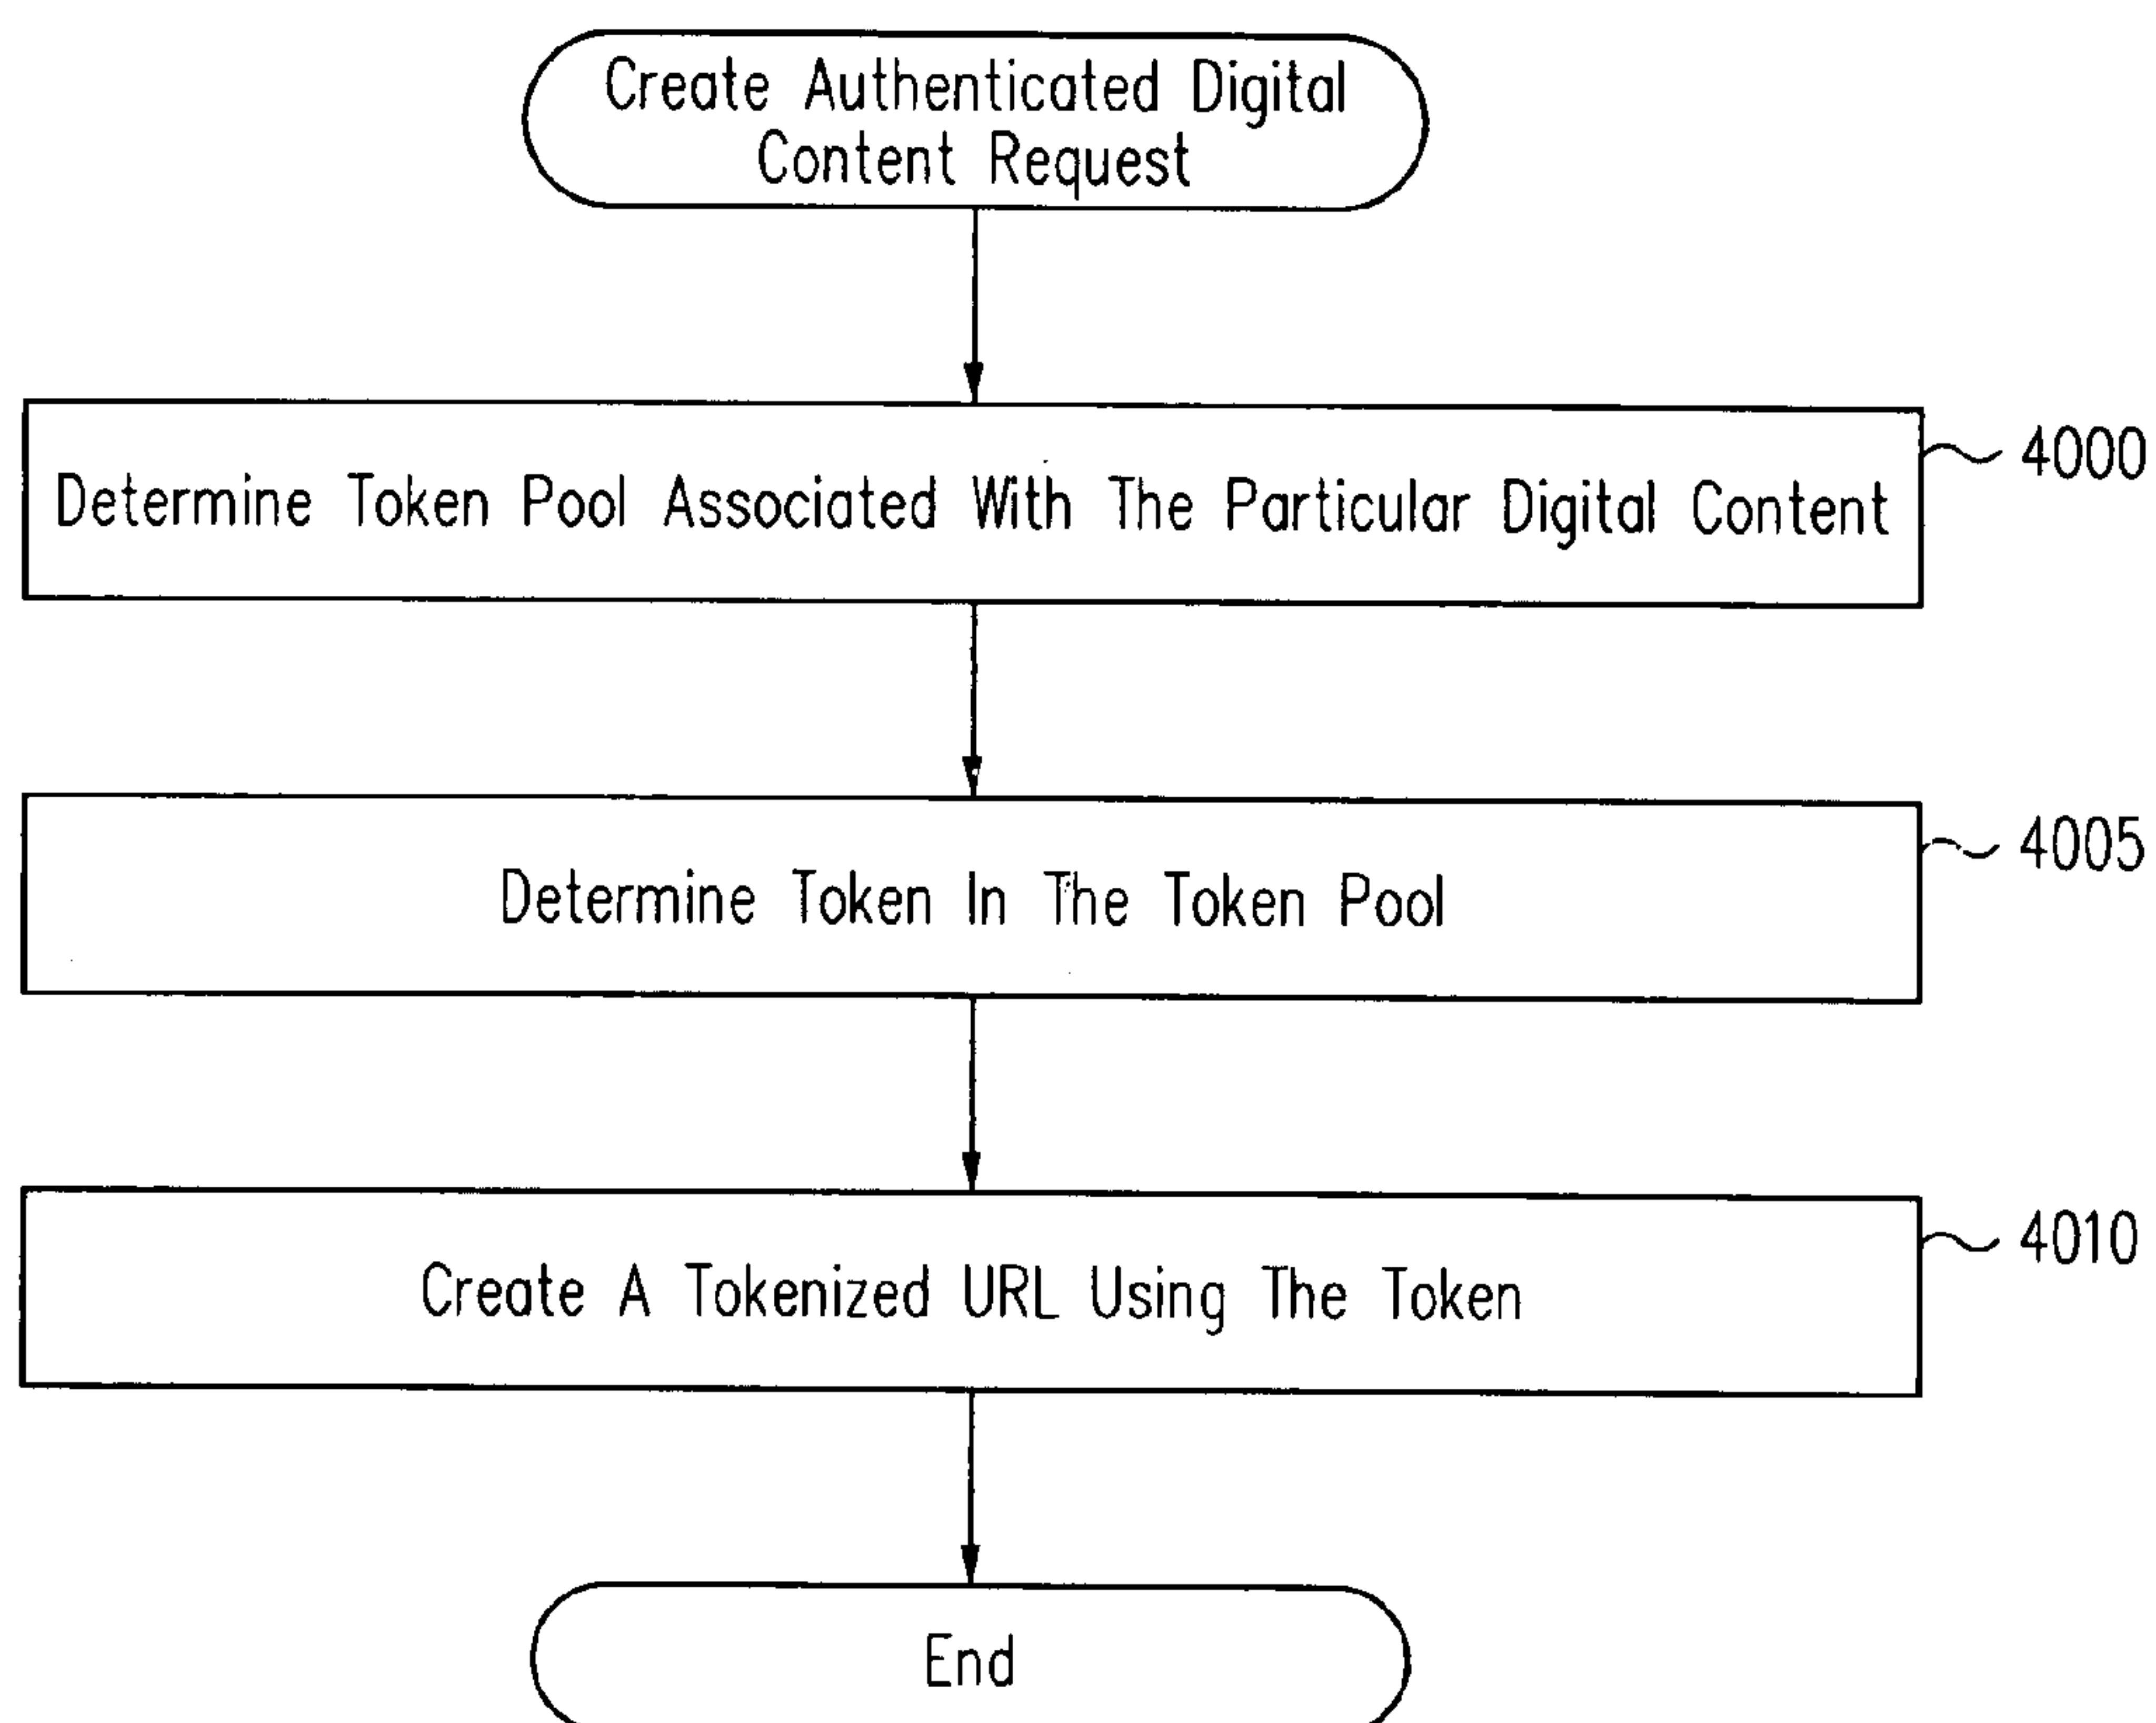 Create Authenticated Digital
Content Request
4000
Determine Token Pool Associated With The Particular Digital Content
4005
Determine Token In The Token Pool
4010
Create A Tokenized URL Using The Token
End